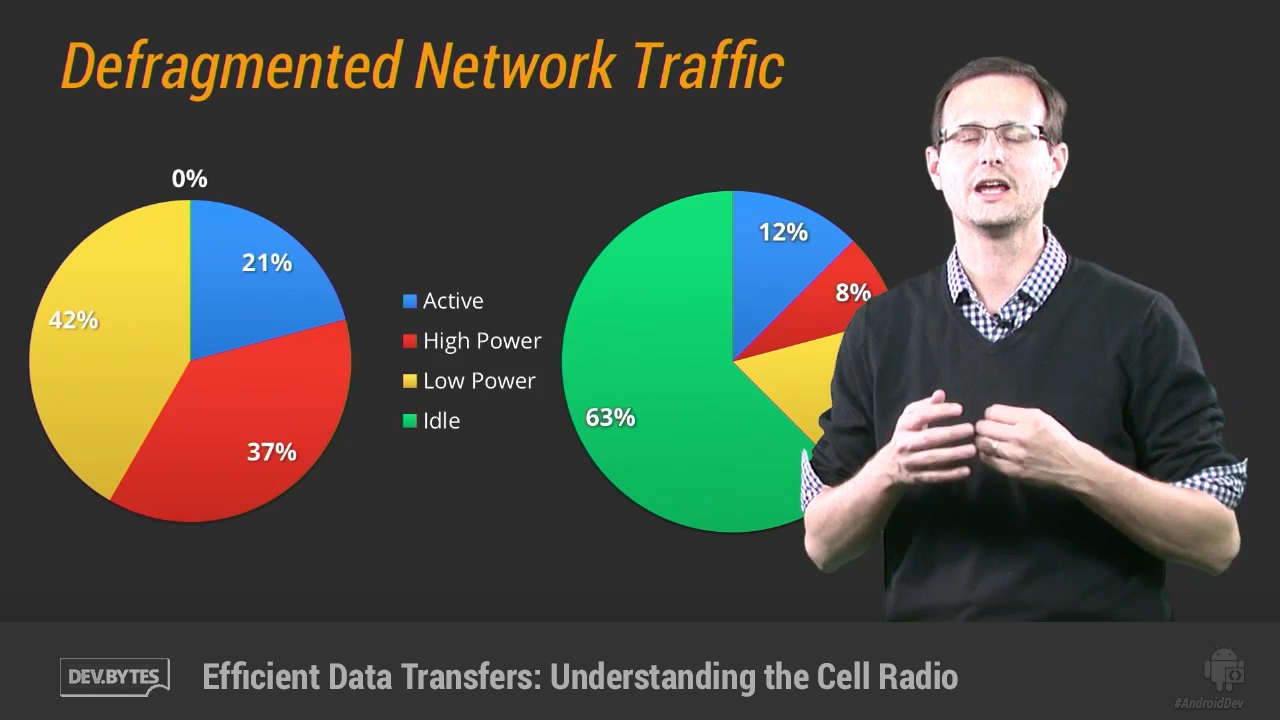 Defragmented Network Traffic
0%
21%
42%
37%
Active
High Power
Low Power
Idle
12%
8%
63%
DEV.BYTES
Efficient Data Transfers: Understanding the Cell Radio
#AndroidDev